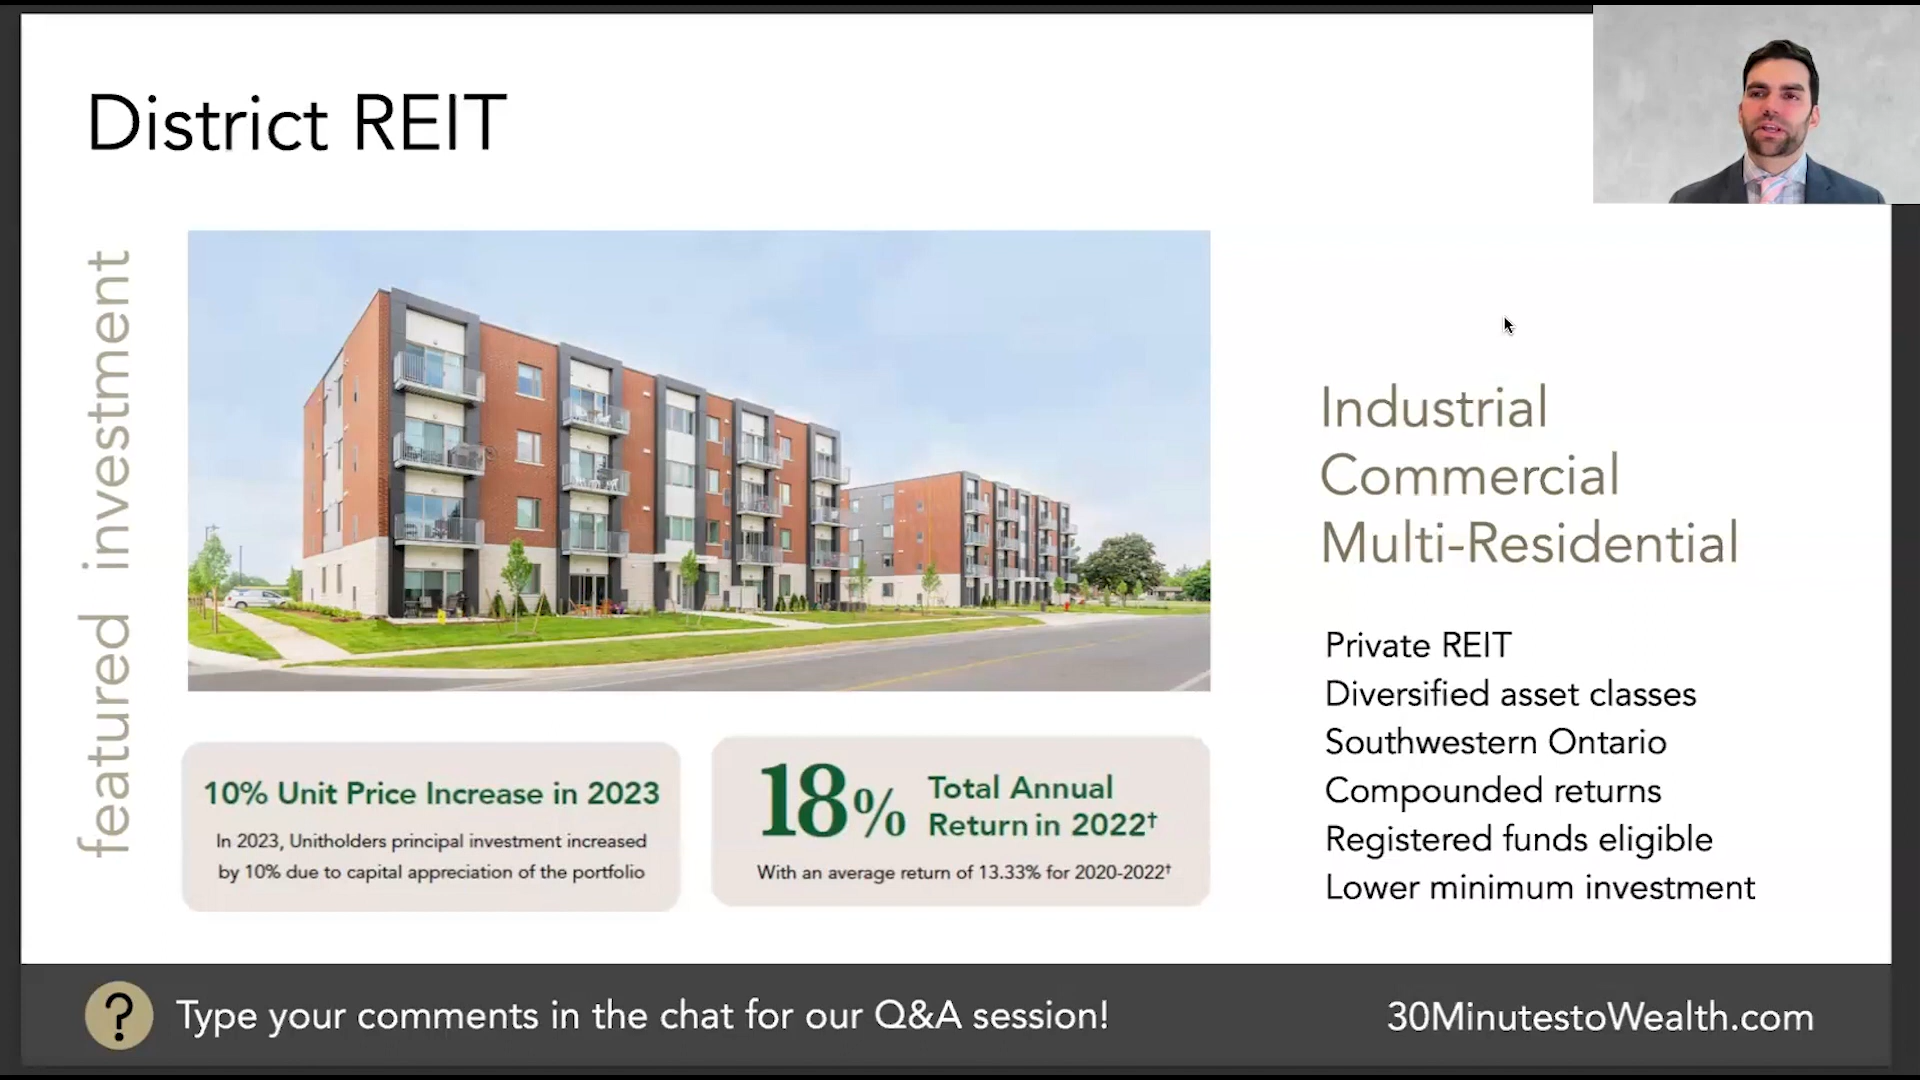 District REIT
featured investment
Industrial
Commercial
Multi-Residential
Private REIT
Diversified asset classes
Southwestern Ontario
Compounded returns
Registered funds eligible
Lower minimum investment
10% Unit Price Increase in 2023
In 2023, Unitholders principal investment increased
by 10% due to capital appreciation of the portfolio
18% Total Annual
Return in 2022†
With an average return of 13.33% for 2020-2022†
? Type your comments in the chat for our Q&A session!
30MinutestoWealth.com